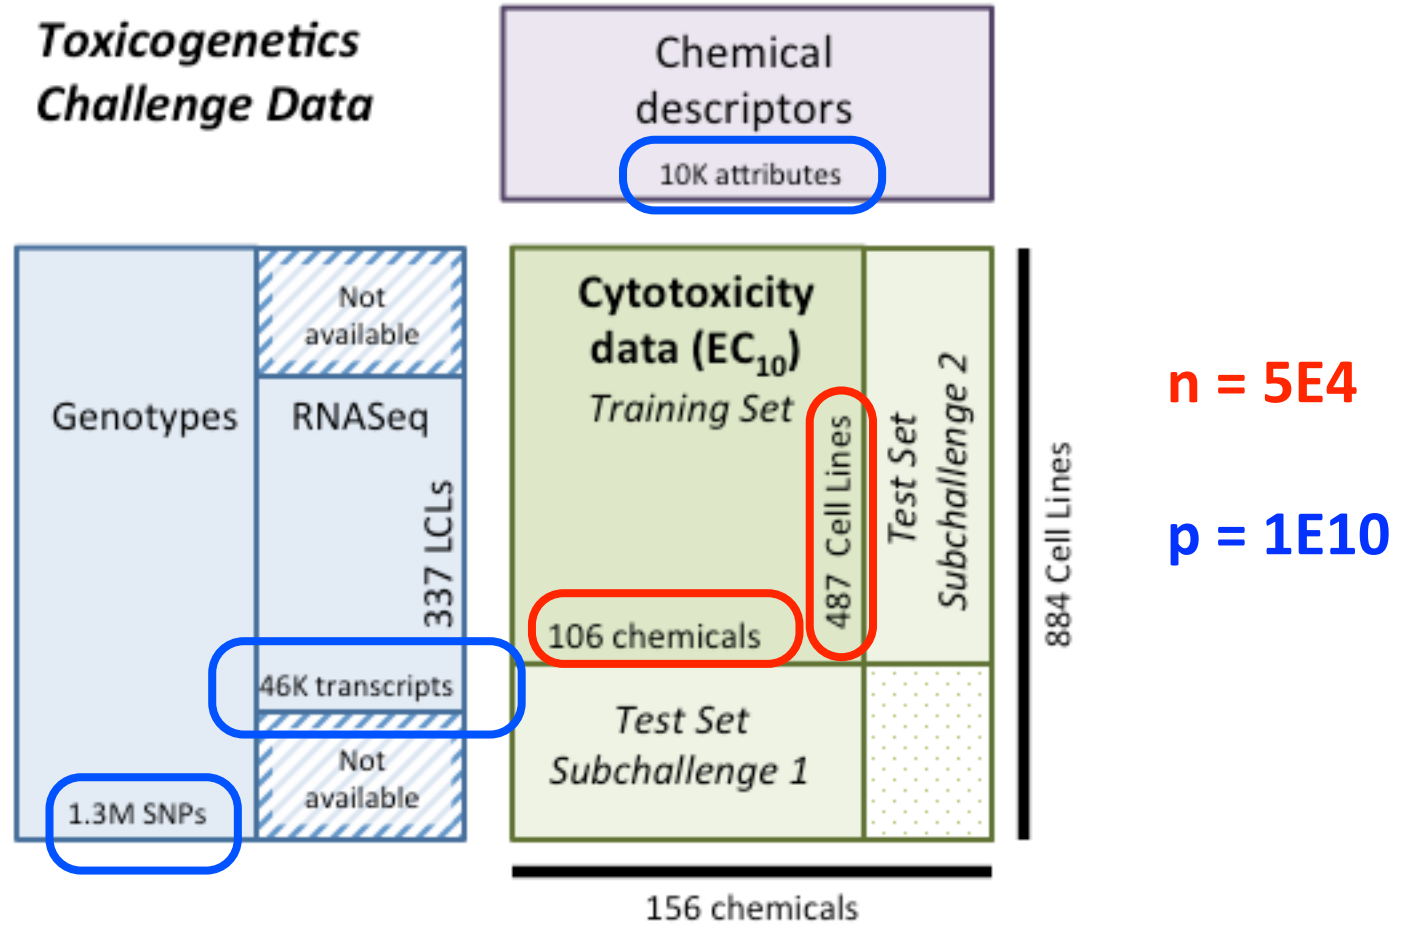 Toxicogenetics
Challenge Data
Chemical
descriptors
10K attributes
Not
available
Genotypes
RNASeq
337 LCLs
46K transcripts
Not
available
1.3M SNPs
Cytotoxicity
data (EC10)
Training Set
487 Cell Lines
106 chemicals
Test Set
Subchallenge 2
Test Set
Subchallenge 1
884 Cell Lines
156 chemicals
n = 5E4
p = 1E10